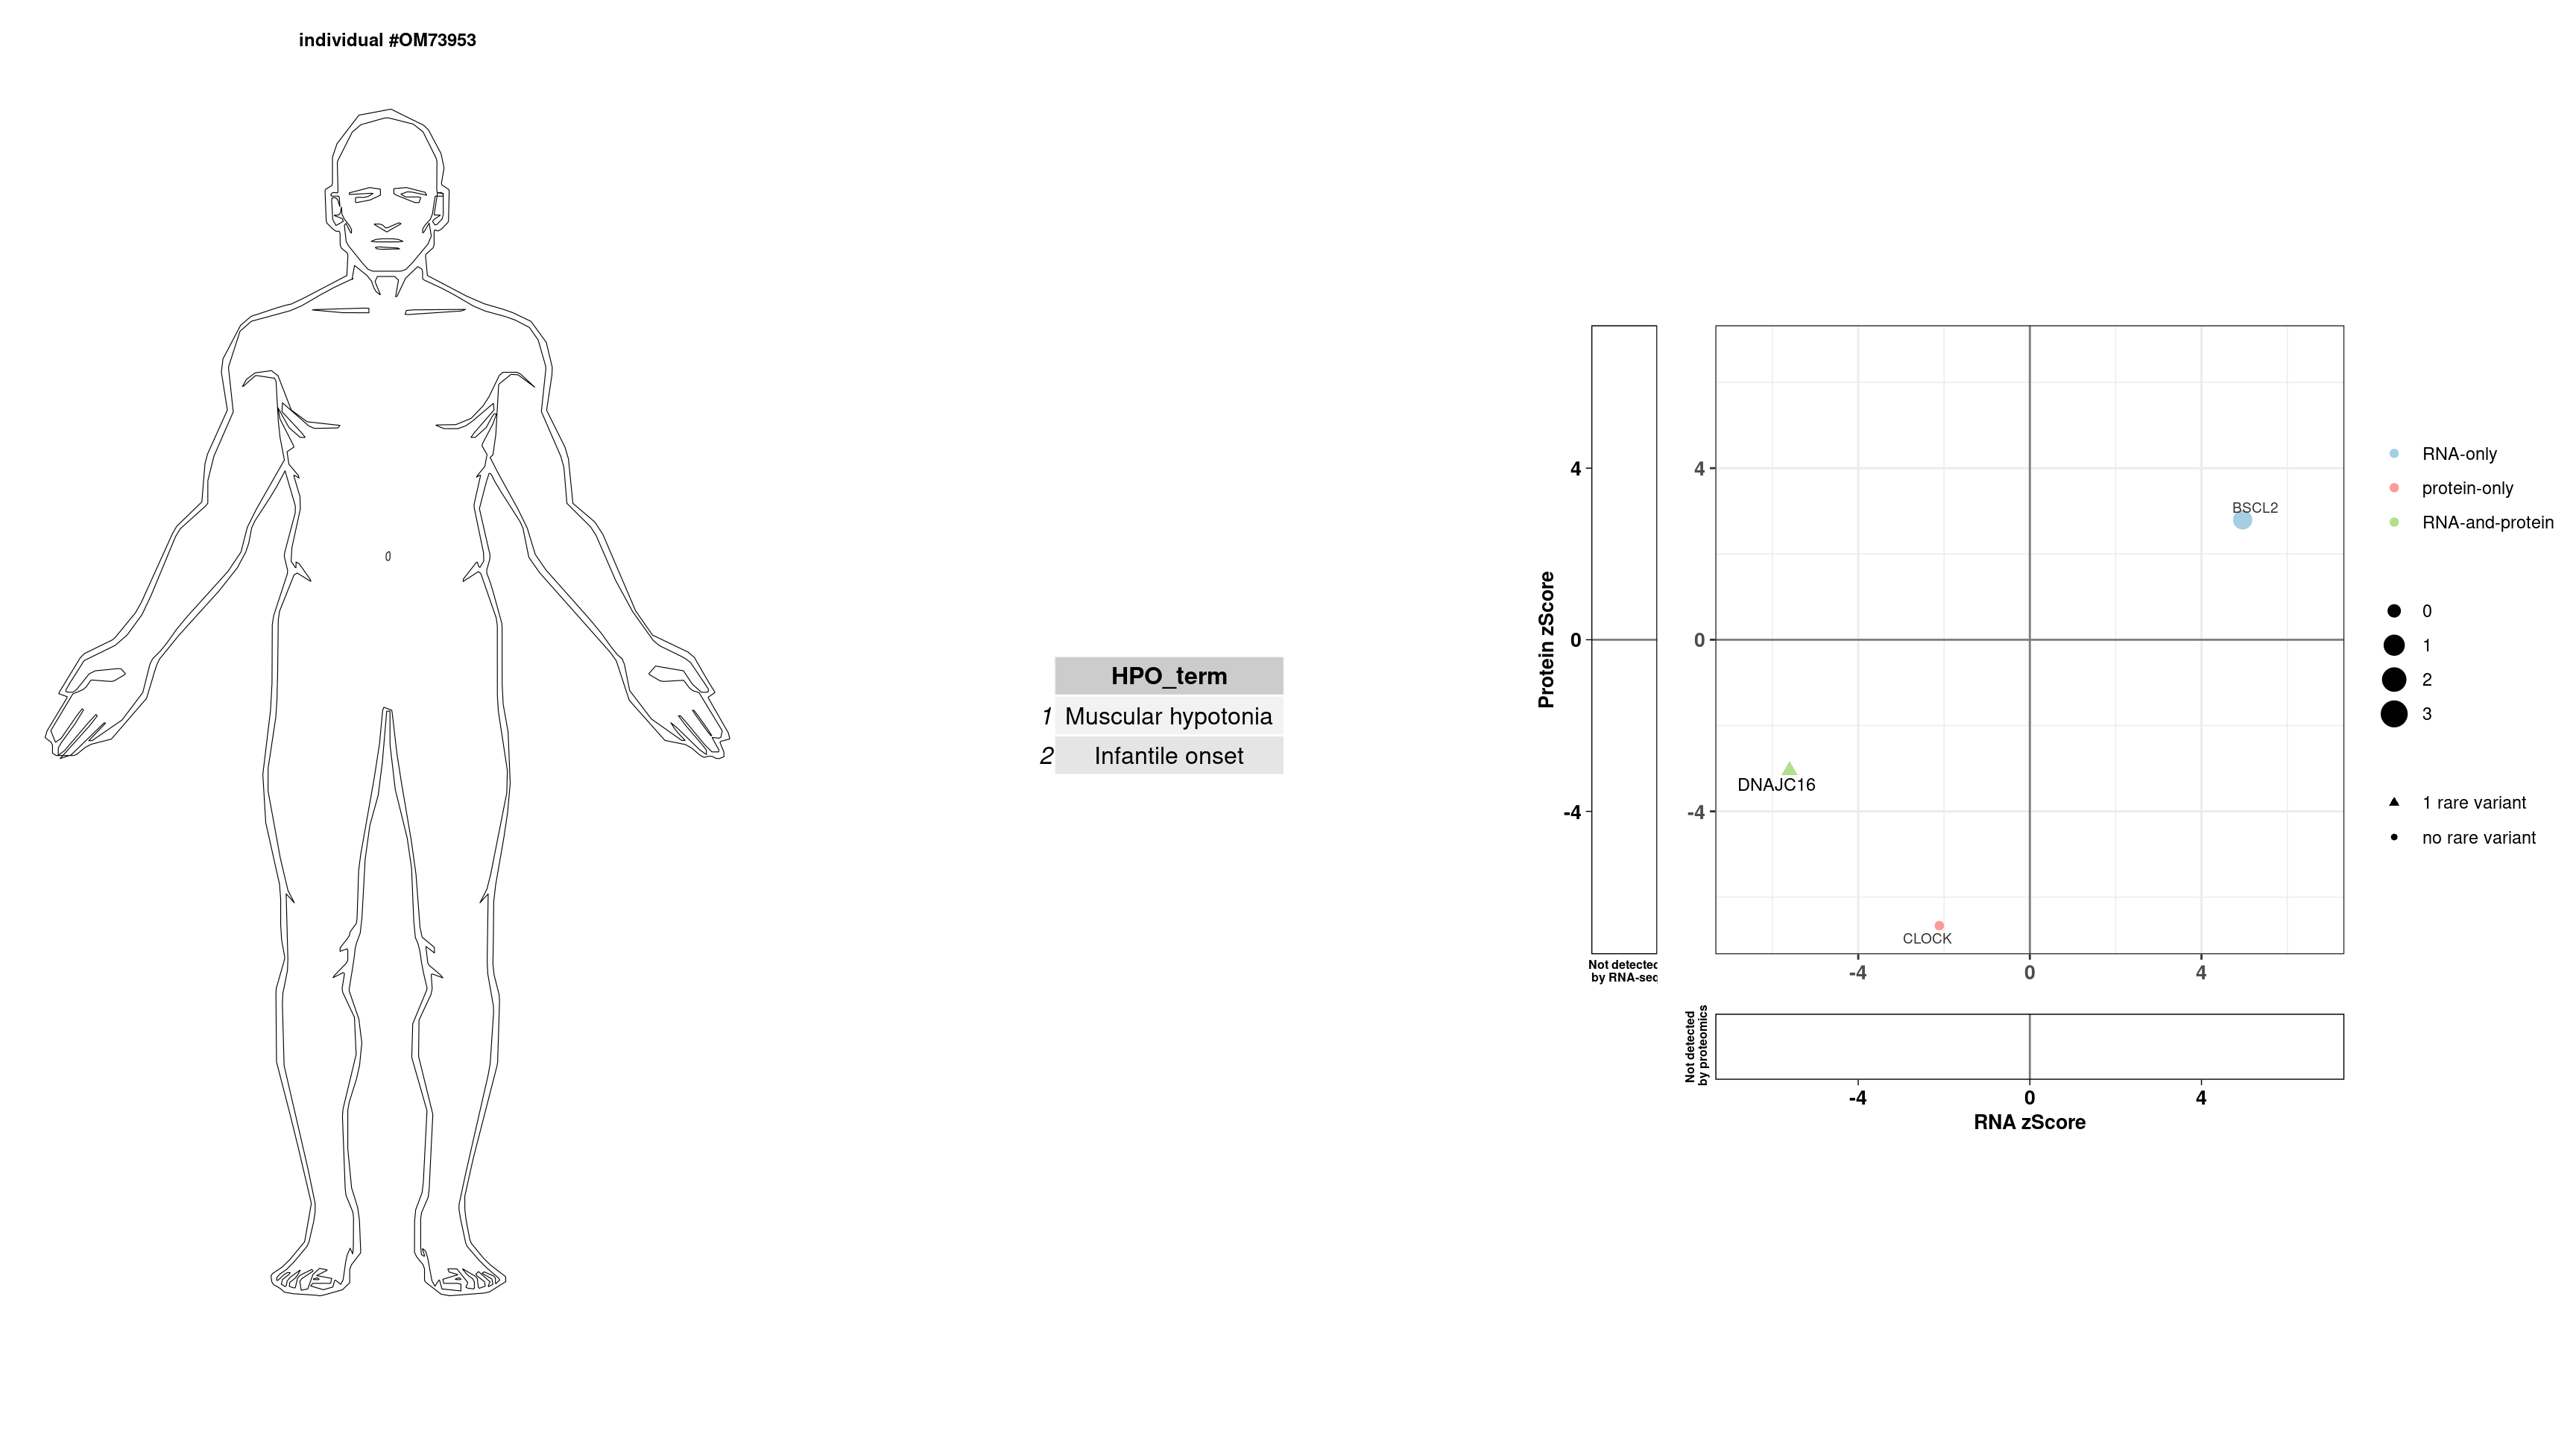 individual #OM73953
HPO_term
1 Muscular hypotonia
2 Infantile onset
Protein zScore
4
0
-4
Not detected
by RNA-seq
4
0
-4
BSCL2
DNAJC16
CLOCK
-4 0 4
Not detected
by proteomics
-4 0 4
RNA zScore
RNA-only
protein-only
RNA-and-protein
0
1
2
3
1 rare variant
no rare variant